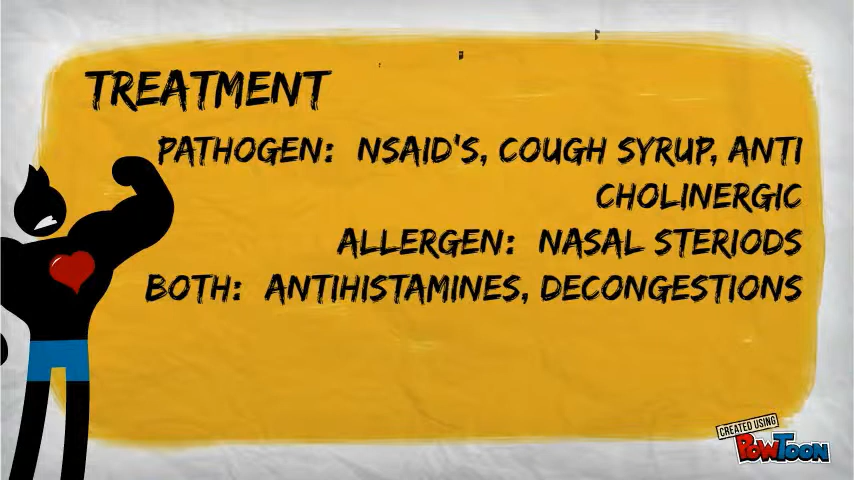 TREATMENT
PATHOGEN: NSAID'S, COUGH SYRUP, ANTI
CHOLINERGIC
ALLERGEN: NASAL STERIODS
BOTH: ANTIHISTAMINES, DECONGESTIONS
CREATED USING
POWTOON